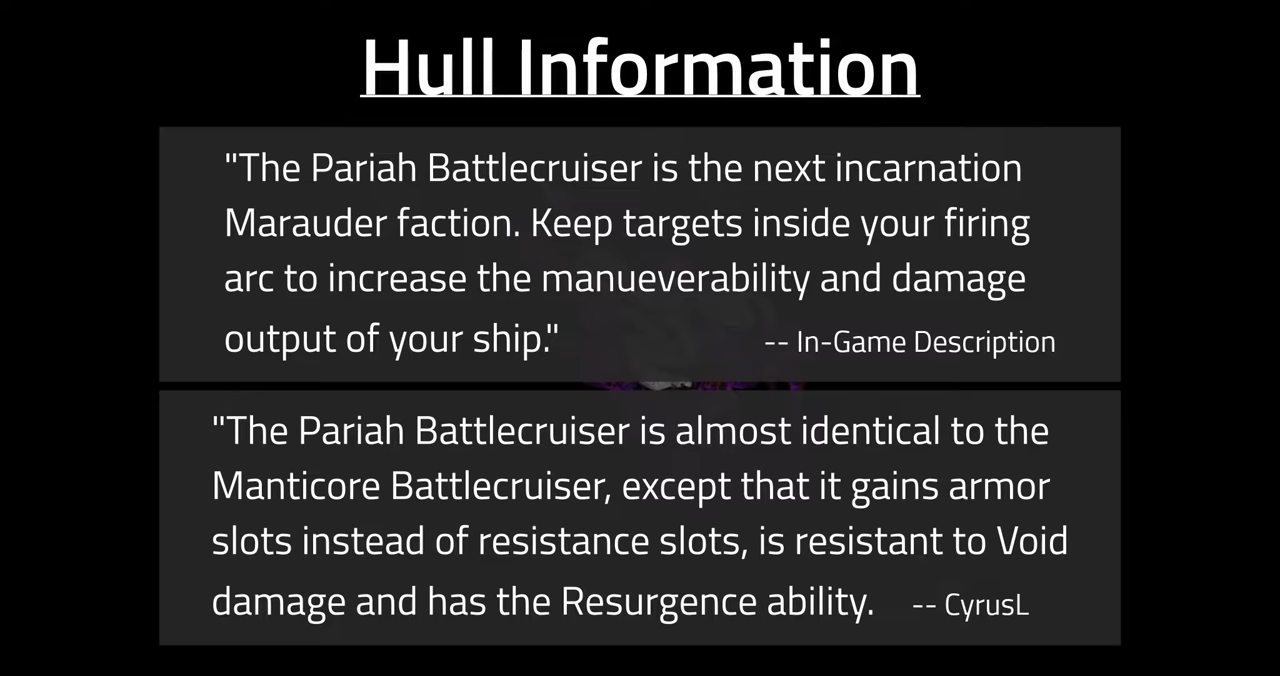 Hull Information
"The Pariah Battlecruiser is the next incarnation
Marauder faction. Keep targets inside your firing
arc to increase the manueverability and damage
output of your ship." -- In-Game Description
"The Pariah Battlecruiser is almost identical to the
Manticore Battlecruiser, except that it gains armor
slots instead of resistance slots, is resistant to Void
damage and has the Resurgence ability. -- CyrusL